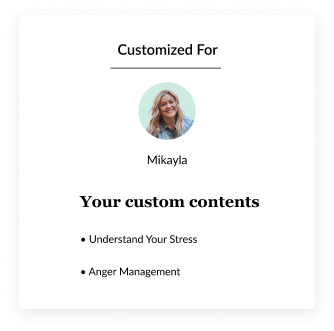 Customized For
Mikayla
Your custom contents
• Understand Your Stress
• Anger Management